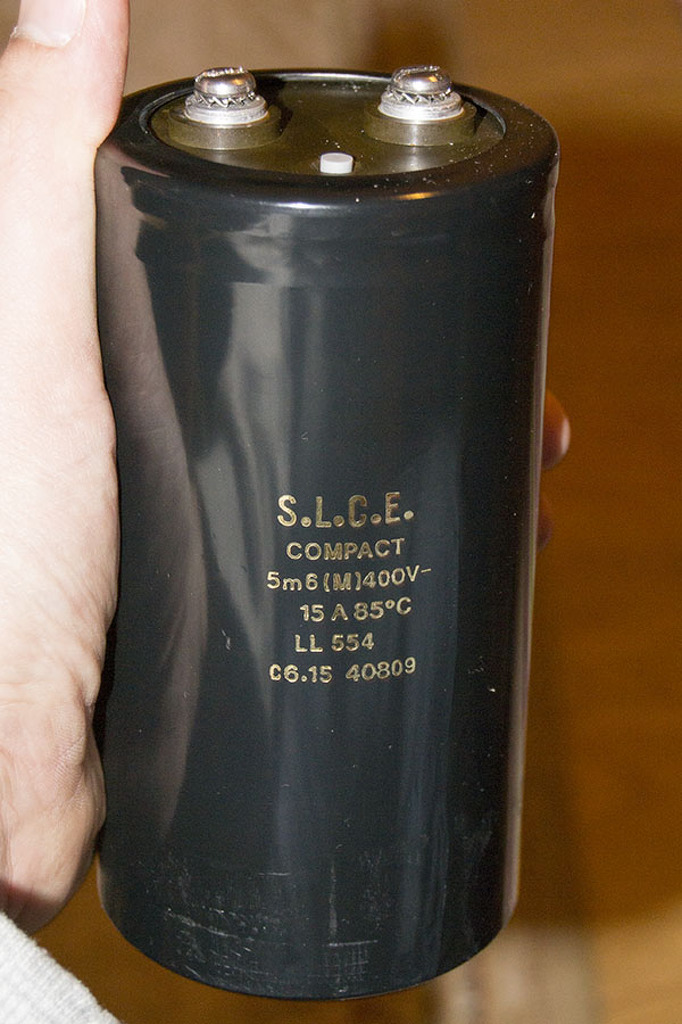 S.L.C.E.
COMPACT
5m6(M)400V-
15 A 85°C
LL 554
C6.15 40809